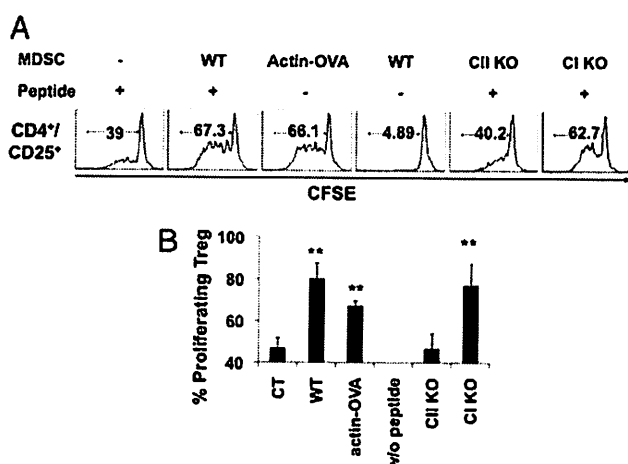 A
MDSC - WT Actin-OVA WT CII KO CI KO
Peptide + + - - + +
CD4+/
CD25+
39 67.3 66.1 4.89 40.2 62.7
CFSE
B
% Proliferating Treg
100
80
60
40
** ** **
CT
WT
actin-OVA
w/o peptide
CII KO
CI KO